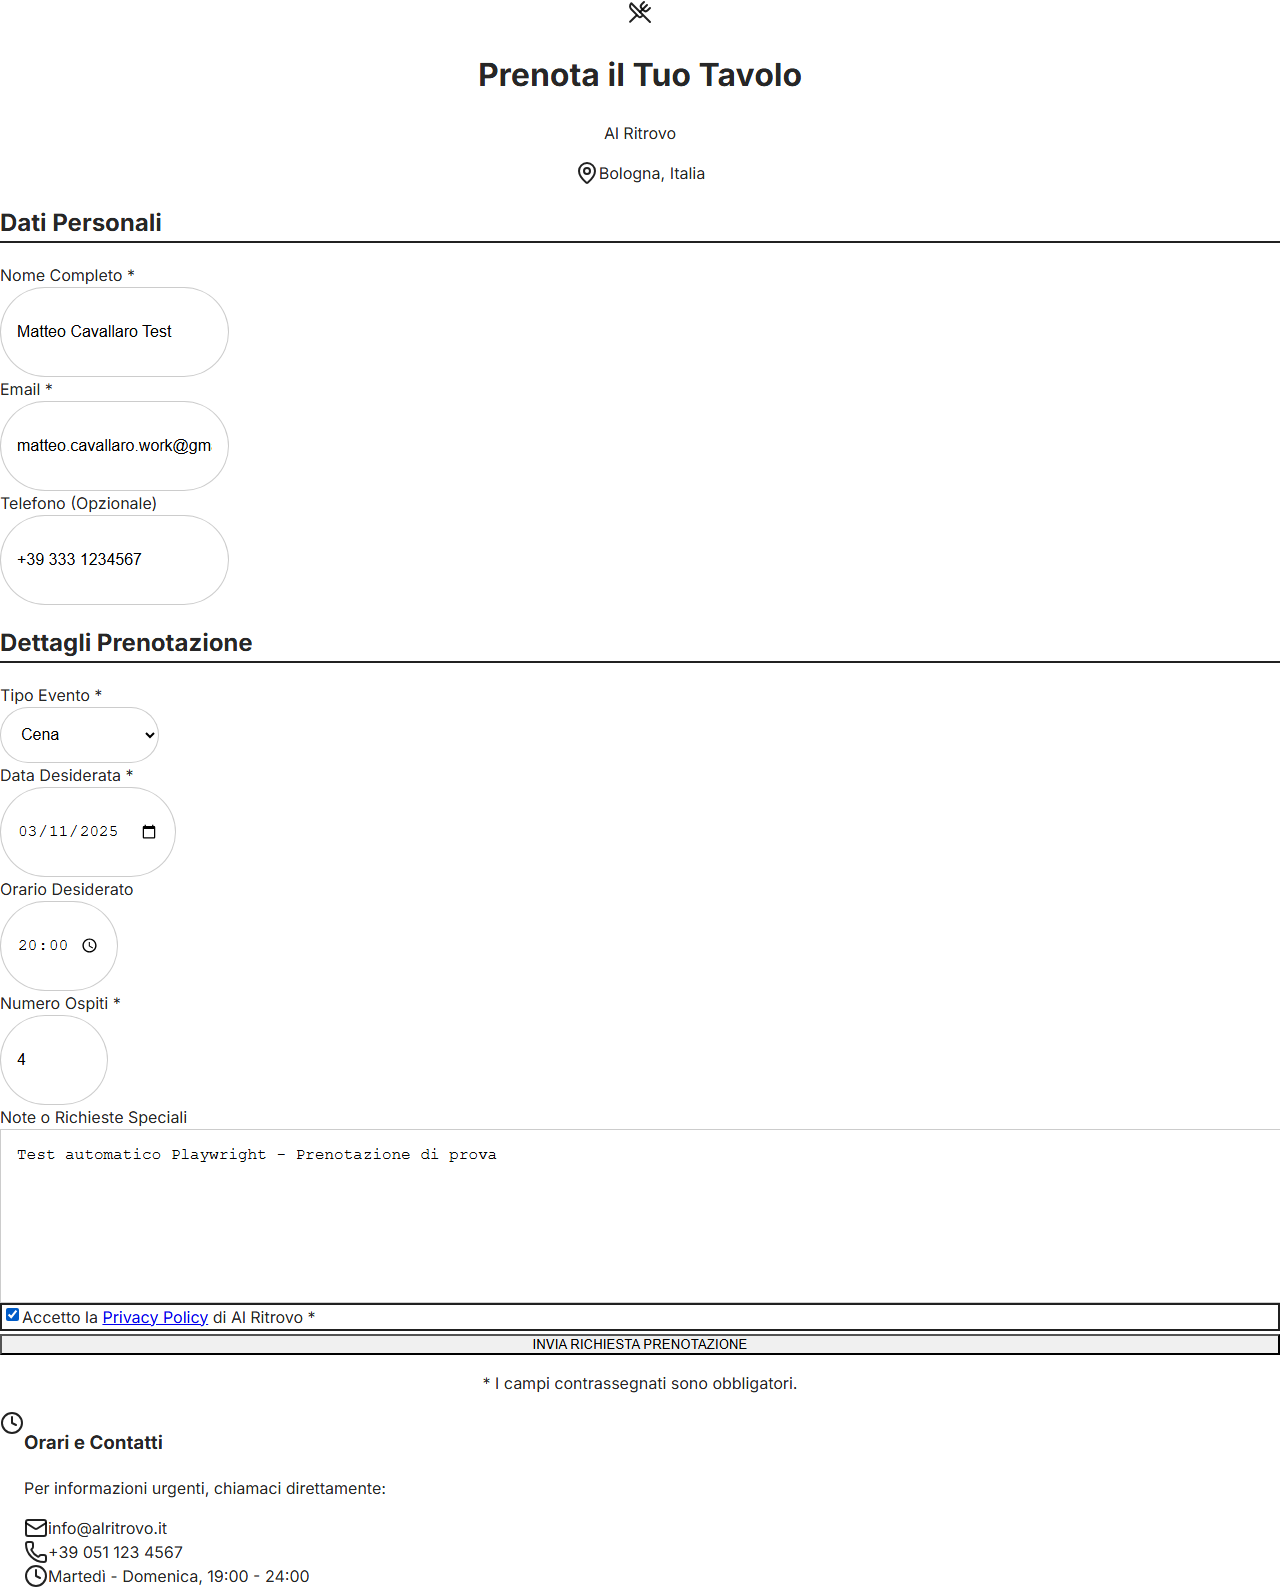 Prenota il Tuo Tavolo
Al Ritrovo
Bologna, Italia
Dati Personali
Nome Completo *
Matteo Cavallaro Test
Email *
matteo.cavallaro.work@gm
Telefono (Opzionale)
+39 333 1234567
Dettagli Prenotazione
Tipo Evento *
Cena
Data Desiderata *
03/11/2025
Orario Desiderato
20:00
Numero Ospiti *
4
Note o Richieste Speciali
Test automatico Playwright - Prenotazione di prova
Accetto la Privacy Policy di Al Ritrovo *
INVIA RICHIESTA PRENOTAZIONE
* I campi contrassegnati sono obbligatori.
Orari e Contatti
Per informazioni urgenti, chiamaci direttamente:
info@alritrovo.it
+39 051 123 4567
Martedì - Domenica, 19:00 - 24:00